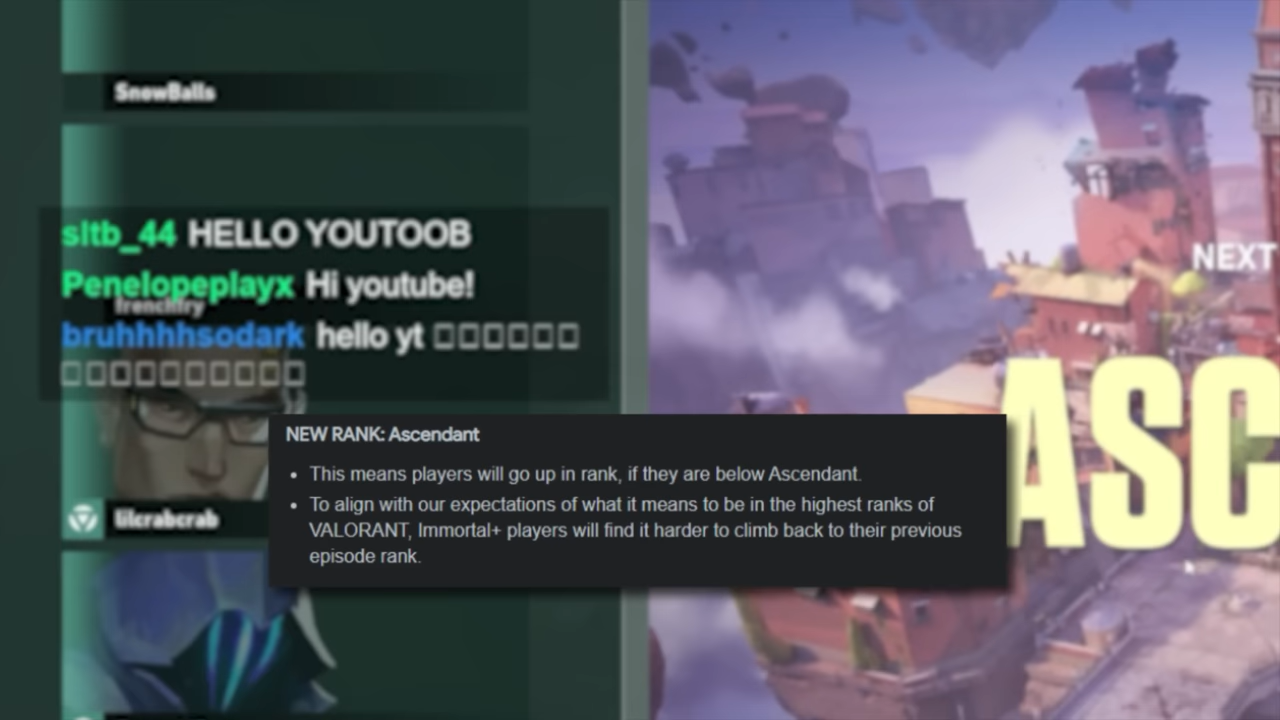 SnowBalls
sltb_44 HELLO YOUTOOB
Penelopeplayx Hi youtube!
frenchfry
bruhhhhsodark hello yt □□□□□□
□□□□□□□□□□
NEXT
ASC
NEW RANK: Ascendant
• This means players will go up in rank, if they are below Ascendant.
• To align with our expectations of what it means to be in the highest ranks of
VALORANT, Immortal+ players will find it harder to climb back to their previous
episode rank.
lilcrabcrab